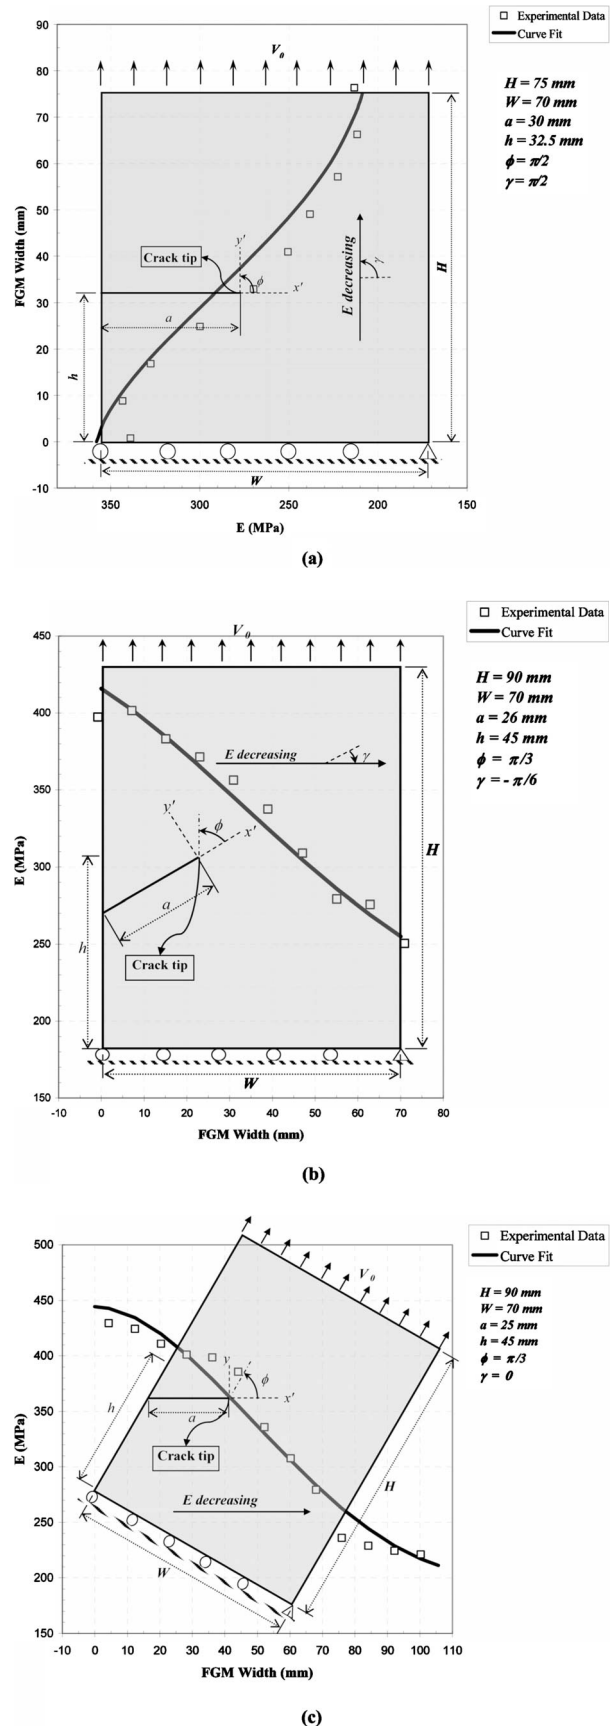 □ Experimental Data
Curve Fit
H = 75 mm
W = 70 mm
a = 30 mm
h = 32.5 mm
ϕ = π/2
γ = π/2
V₀
90
80
70
60
50
40
30
20
10
0
-10
FGM Width (mm)
y'
Crack tip
ϕ
x'
a
h
E decreasing
γ
H
W
350
300
250
200
150
E (MPa)
(a)
□ Experimental Data
Curve Fit
H = 90 mm
W = 70 mm
a = 26 mm
h = 45 mm
ϕ = π/3
γ = - π/6
V₀
450
400
350
300
250
200
150
E (MPa)
E decreasing
γ
y'
ϕ
x'
a
h
Crack tip
H
W
-10 0 10 20 30 40 50 60 70 80
FGM Width (mm)
(b)
□ Experimental Data
Curve Fit
H = 90 mm
W = 70 mm
a = 25 mm
h = 45 mm
ϕ = π/3
γ = 0
V₀
500
450
400
350
300
250
200
150
E (MPa)
y
ϕ
x'
a
h
Crack tip
E decreasing
H
W
-10 0 10 20 30 40 50 60 70 80 90 100 110
FGM Width (mm)
(c)